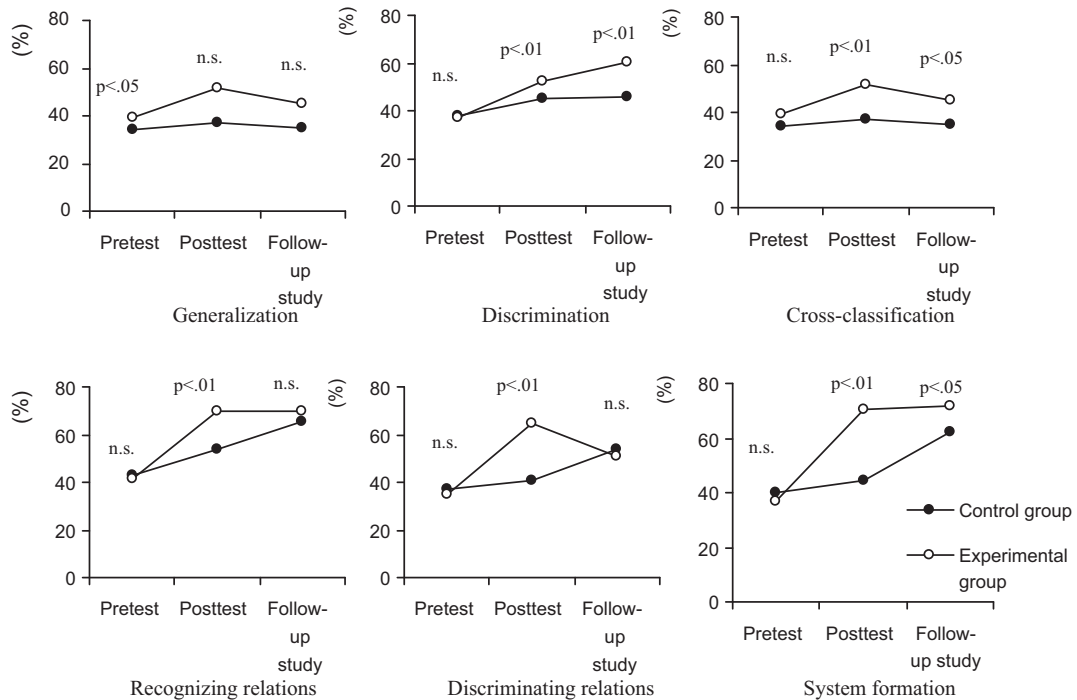 (%)
80
60
40
20
0
p<.05
n.s.
n.s.
Pretest
Posttest
Follow-
up
study
Generalization
(%)
80
60
40
20
0
n.s.
p<.01
p<.01
Pretest
Posttest
Follow-
up
study
Discrimination
(%)
80
60
40
20
0
n.s.
p<.01
p<.05
Pretest
Posttest
Follow-
up
study
Cross-classification
(%)
80
60
40
20
0
n.s.
p<.01
n.s.
Pretest
Posttest
Follow-
up
study
Recognizing relations
(%)
80
60
40
20
0
n.s.
p<.01
n.s.
Pretest
Posttest
Follow-
up
study
Discriminating relations
(%)
80
60
40
20
0
n.s.
p<.01
p<.05
Control group
Experimental
group
Pretest
Posttest
Follow-
up study
System formation